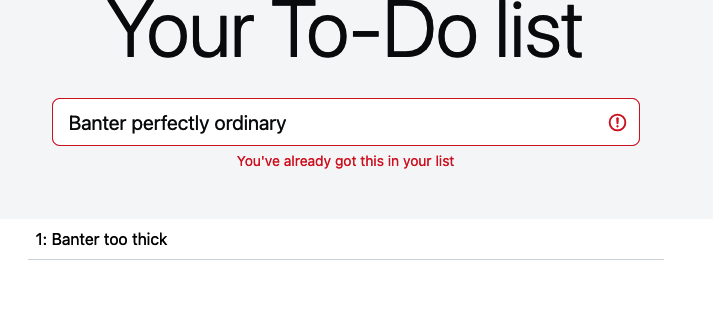 Your To-Do list
Banter perfectly ordinary
You've already got this in your list
1: Banter too thick